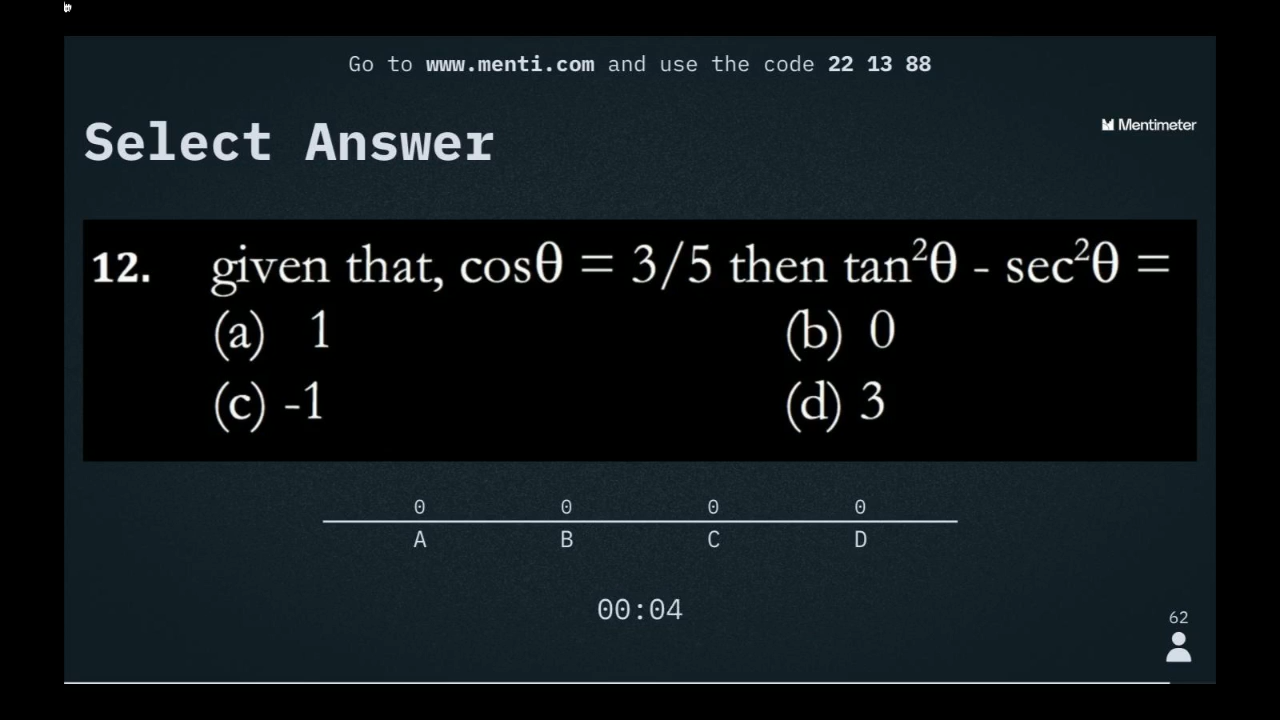 Go to www.menti.com and use the code 22 13 88
Select Answer
Mentimeter
12. given that, cosθ = 3/5 then tan²θ - sec²θ =
(a) 1 (b) 0
(c) -1 (d) 3
0 0 0 0
A B C D
00:04
62